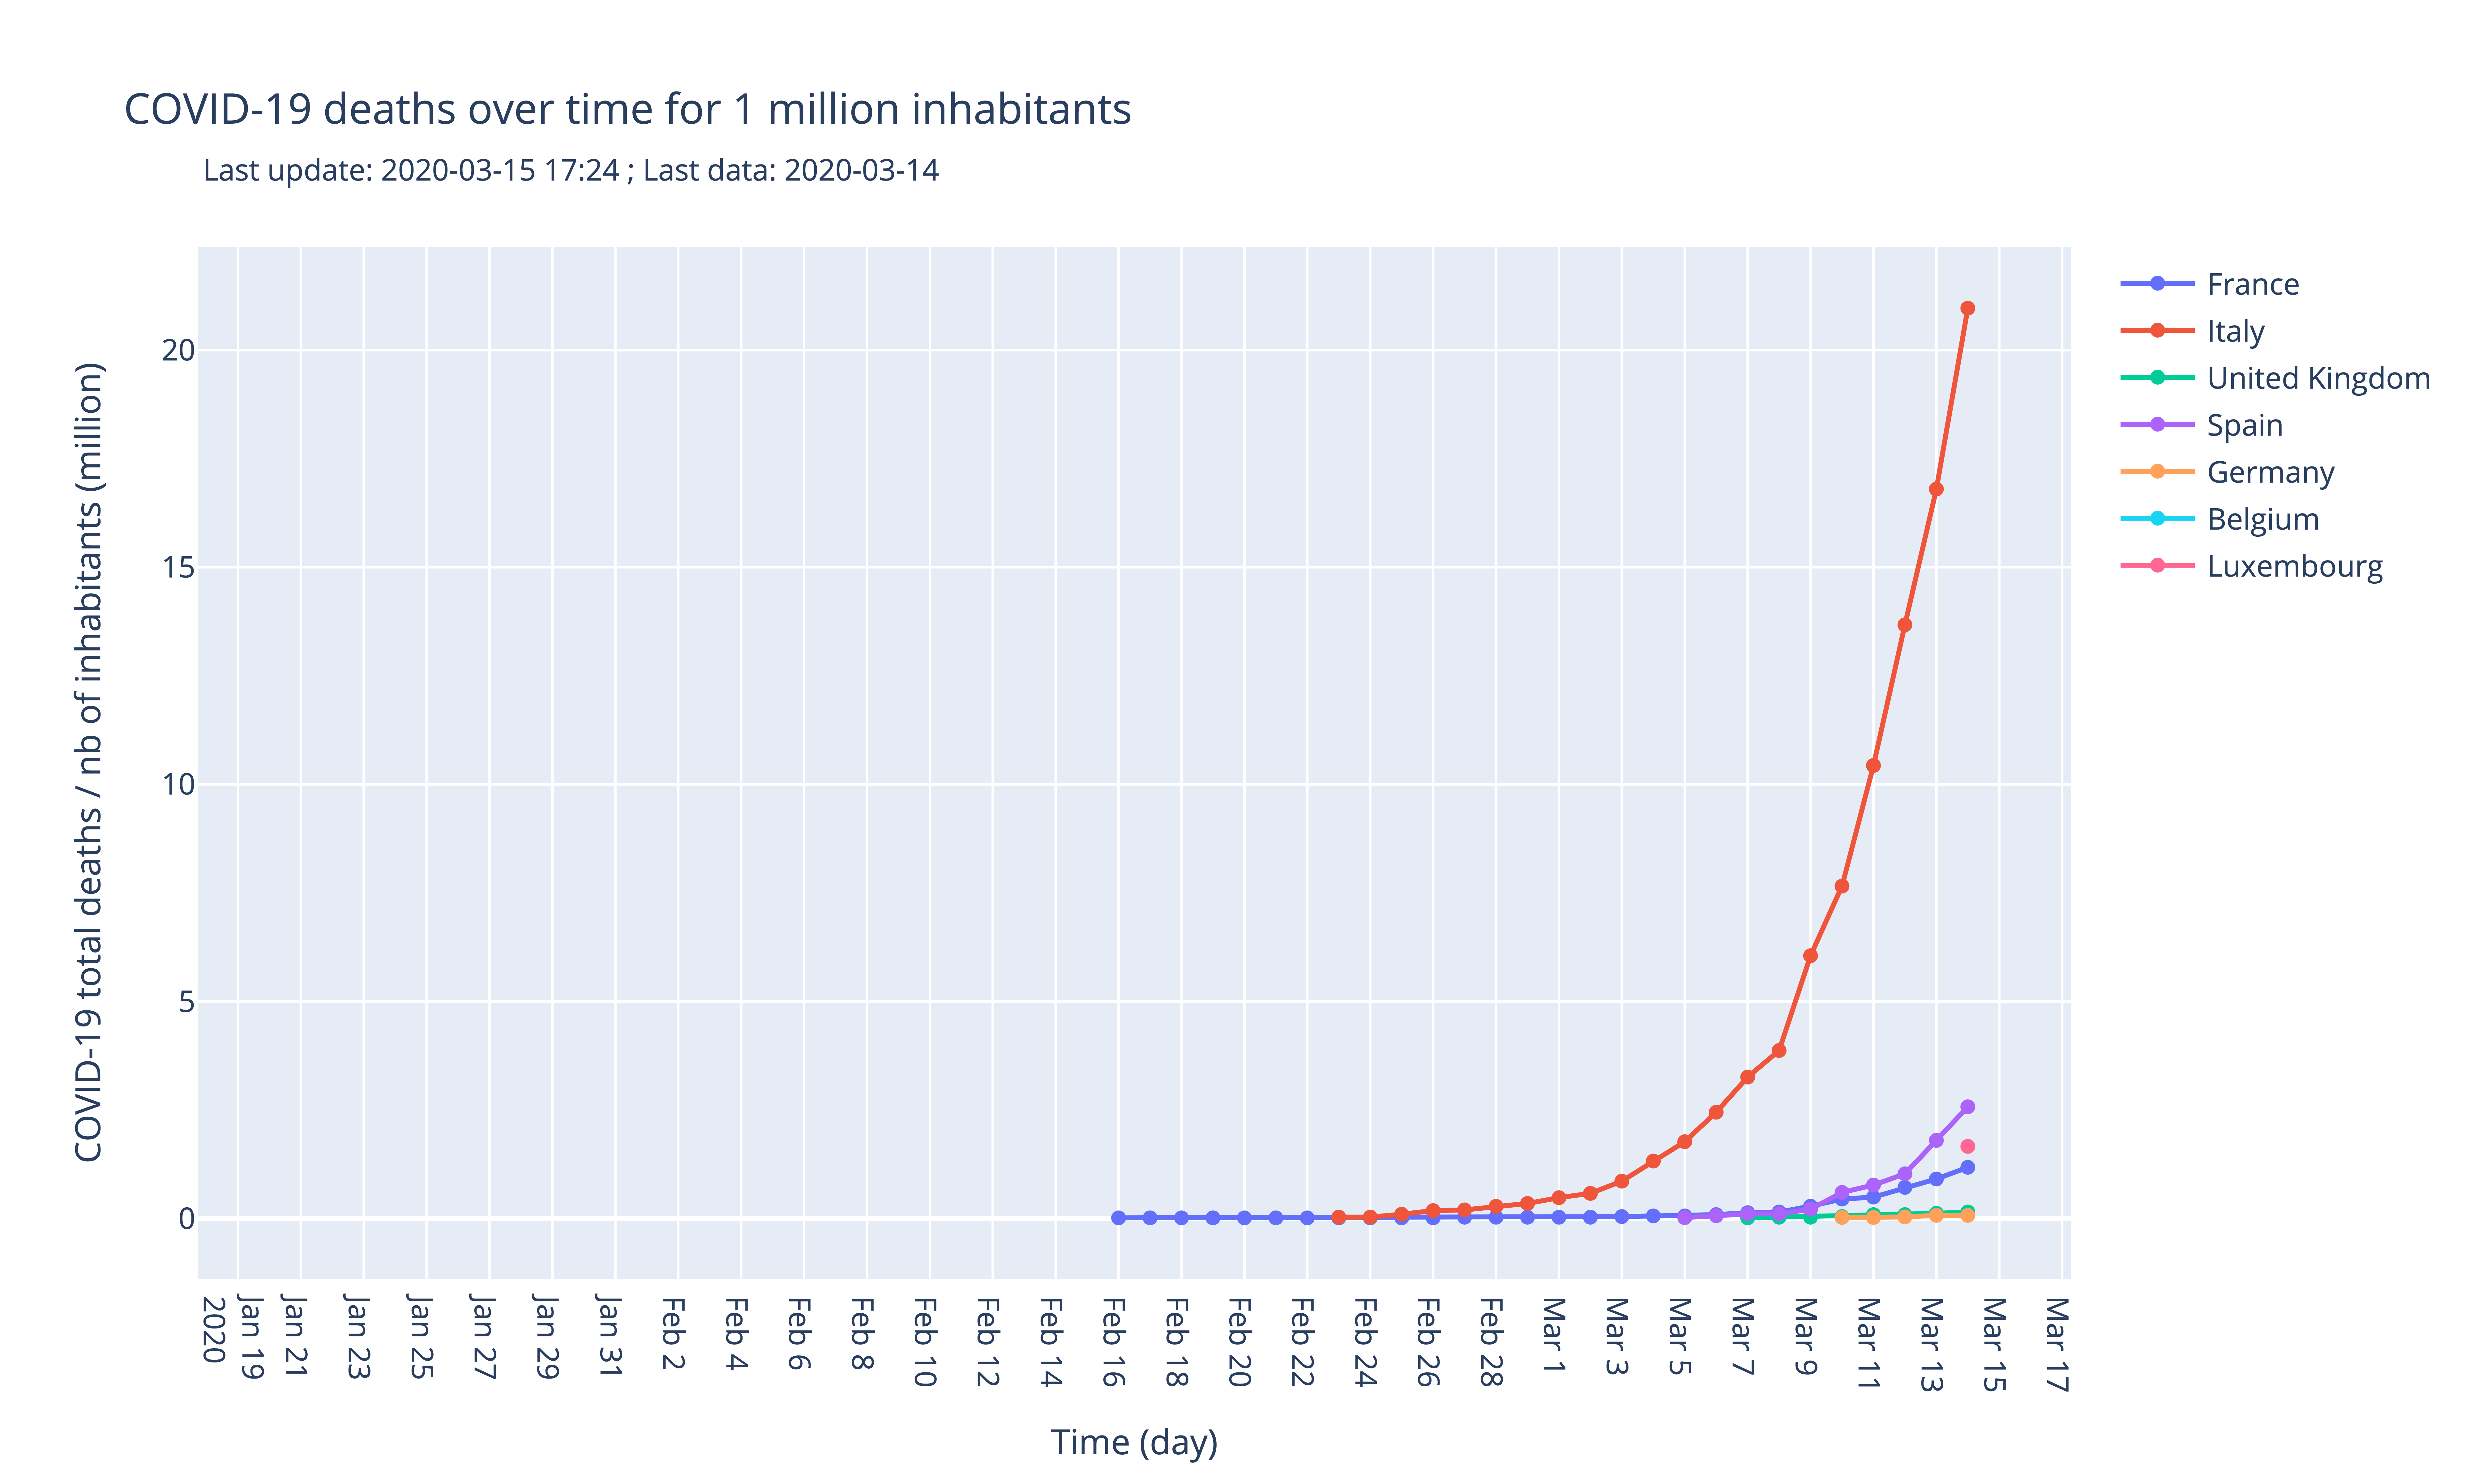 COVID-19 deaths over time for 1 million inhabitants
Last update: 2020-03-15 17:24 ; Last data: 2020-03-14
COVID-19 total deaths / nb of inhabitants (million)
20
15
10
5
0
France
Italy
United Kingdom
Spain
Germany
Belgium
Luxembourg
Jan 19
2020
Jan 21
Jan 23
Jan 25
Jan 27
Jan 29
Jan 31
Feb 2
Feb 4
Feb 6
Feb 8
Feb 10
Feb 12
Feb 14
Feb 16
Feb 18
Feb 20
Feb 22
Feb 24
Feb 26
Feb 28
Mar 1
Mar 3
Mar 5
Mar 7
Mar 9
Mar 11
Mar 13
Mar 15
Mar 17
Time (day)